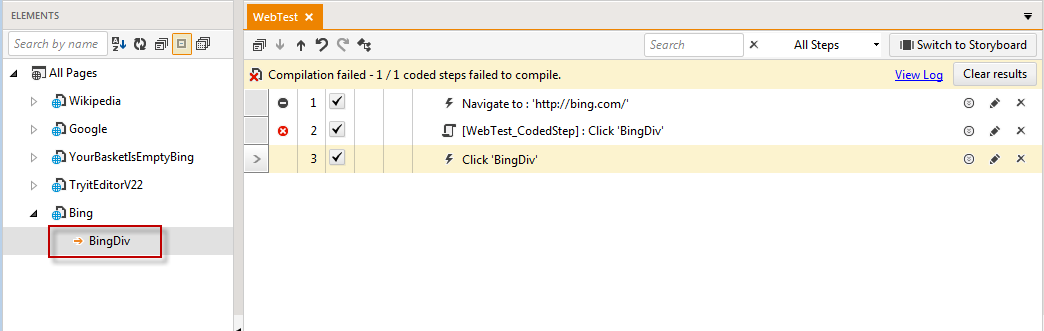 ELEMENTS
Search by name
All Pages
Wikipedia
Google
YourBasketIsEmptyBing
TryitEditorV22
Bing
BingDiv
WebTest
Search
All Steps
Switch to Storyboard
Compilation failed - 1 / 1 coded steps failed to compile.
View Log
Clear results
1 Navigate to : 'http://bing.com/'
2 [WebTest_CodedStep] : Click 'BingDiv'
3 Click 'BingDiv'